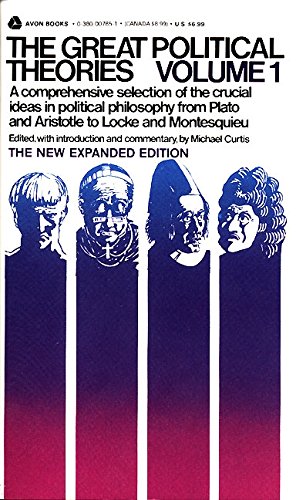 AVON BOOKS • 0-380-00785-1 • (CANADA $8.99) • U.S. $6.99
THE GREAT POLITICAL
THEORIES VOLUME 1
A comprehensive selection of the crucial
ideas in political philosophy from Plato
and Aristotle to Locke and Montesquieu
Edited, with introduction and commentary, by Michael Curtis
THE NEW EXPANDED EDITION